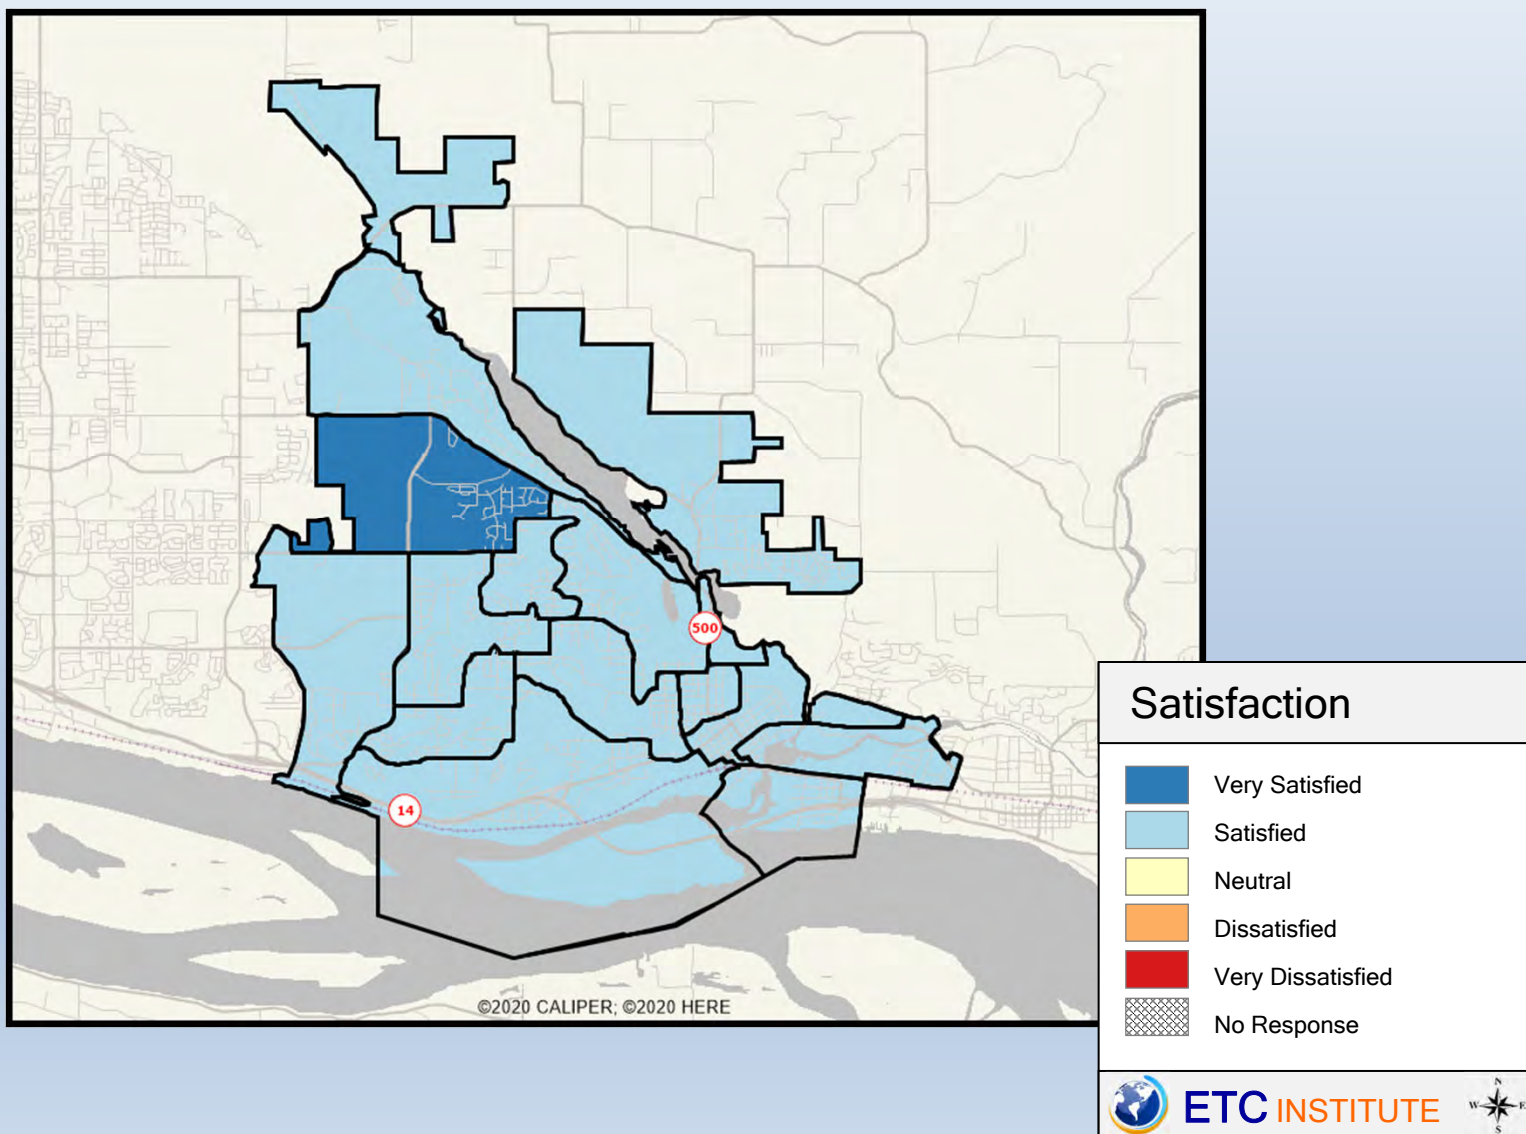 500
14
©2020 CALIPER; ©2020 HERE
Satisfaction
Very Satisfied
Satisfied
Neutral
Dissatisfied
Very Dissatisfied
No Response
ETC INSTITUTE
N
W E
S